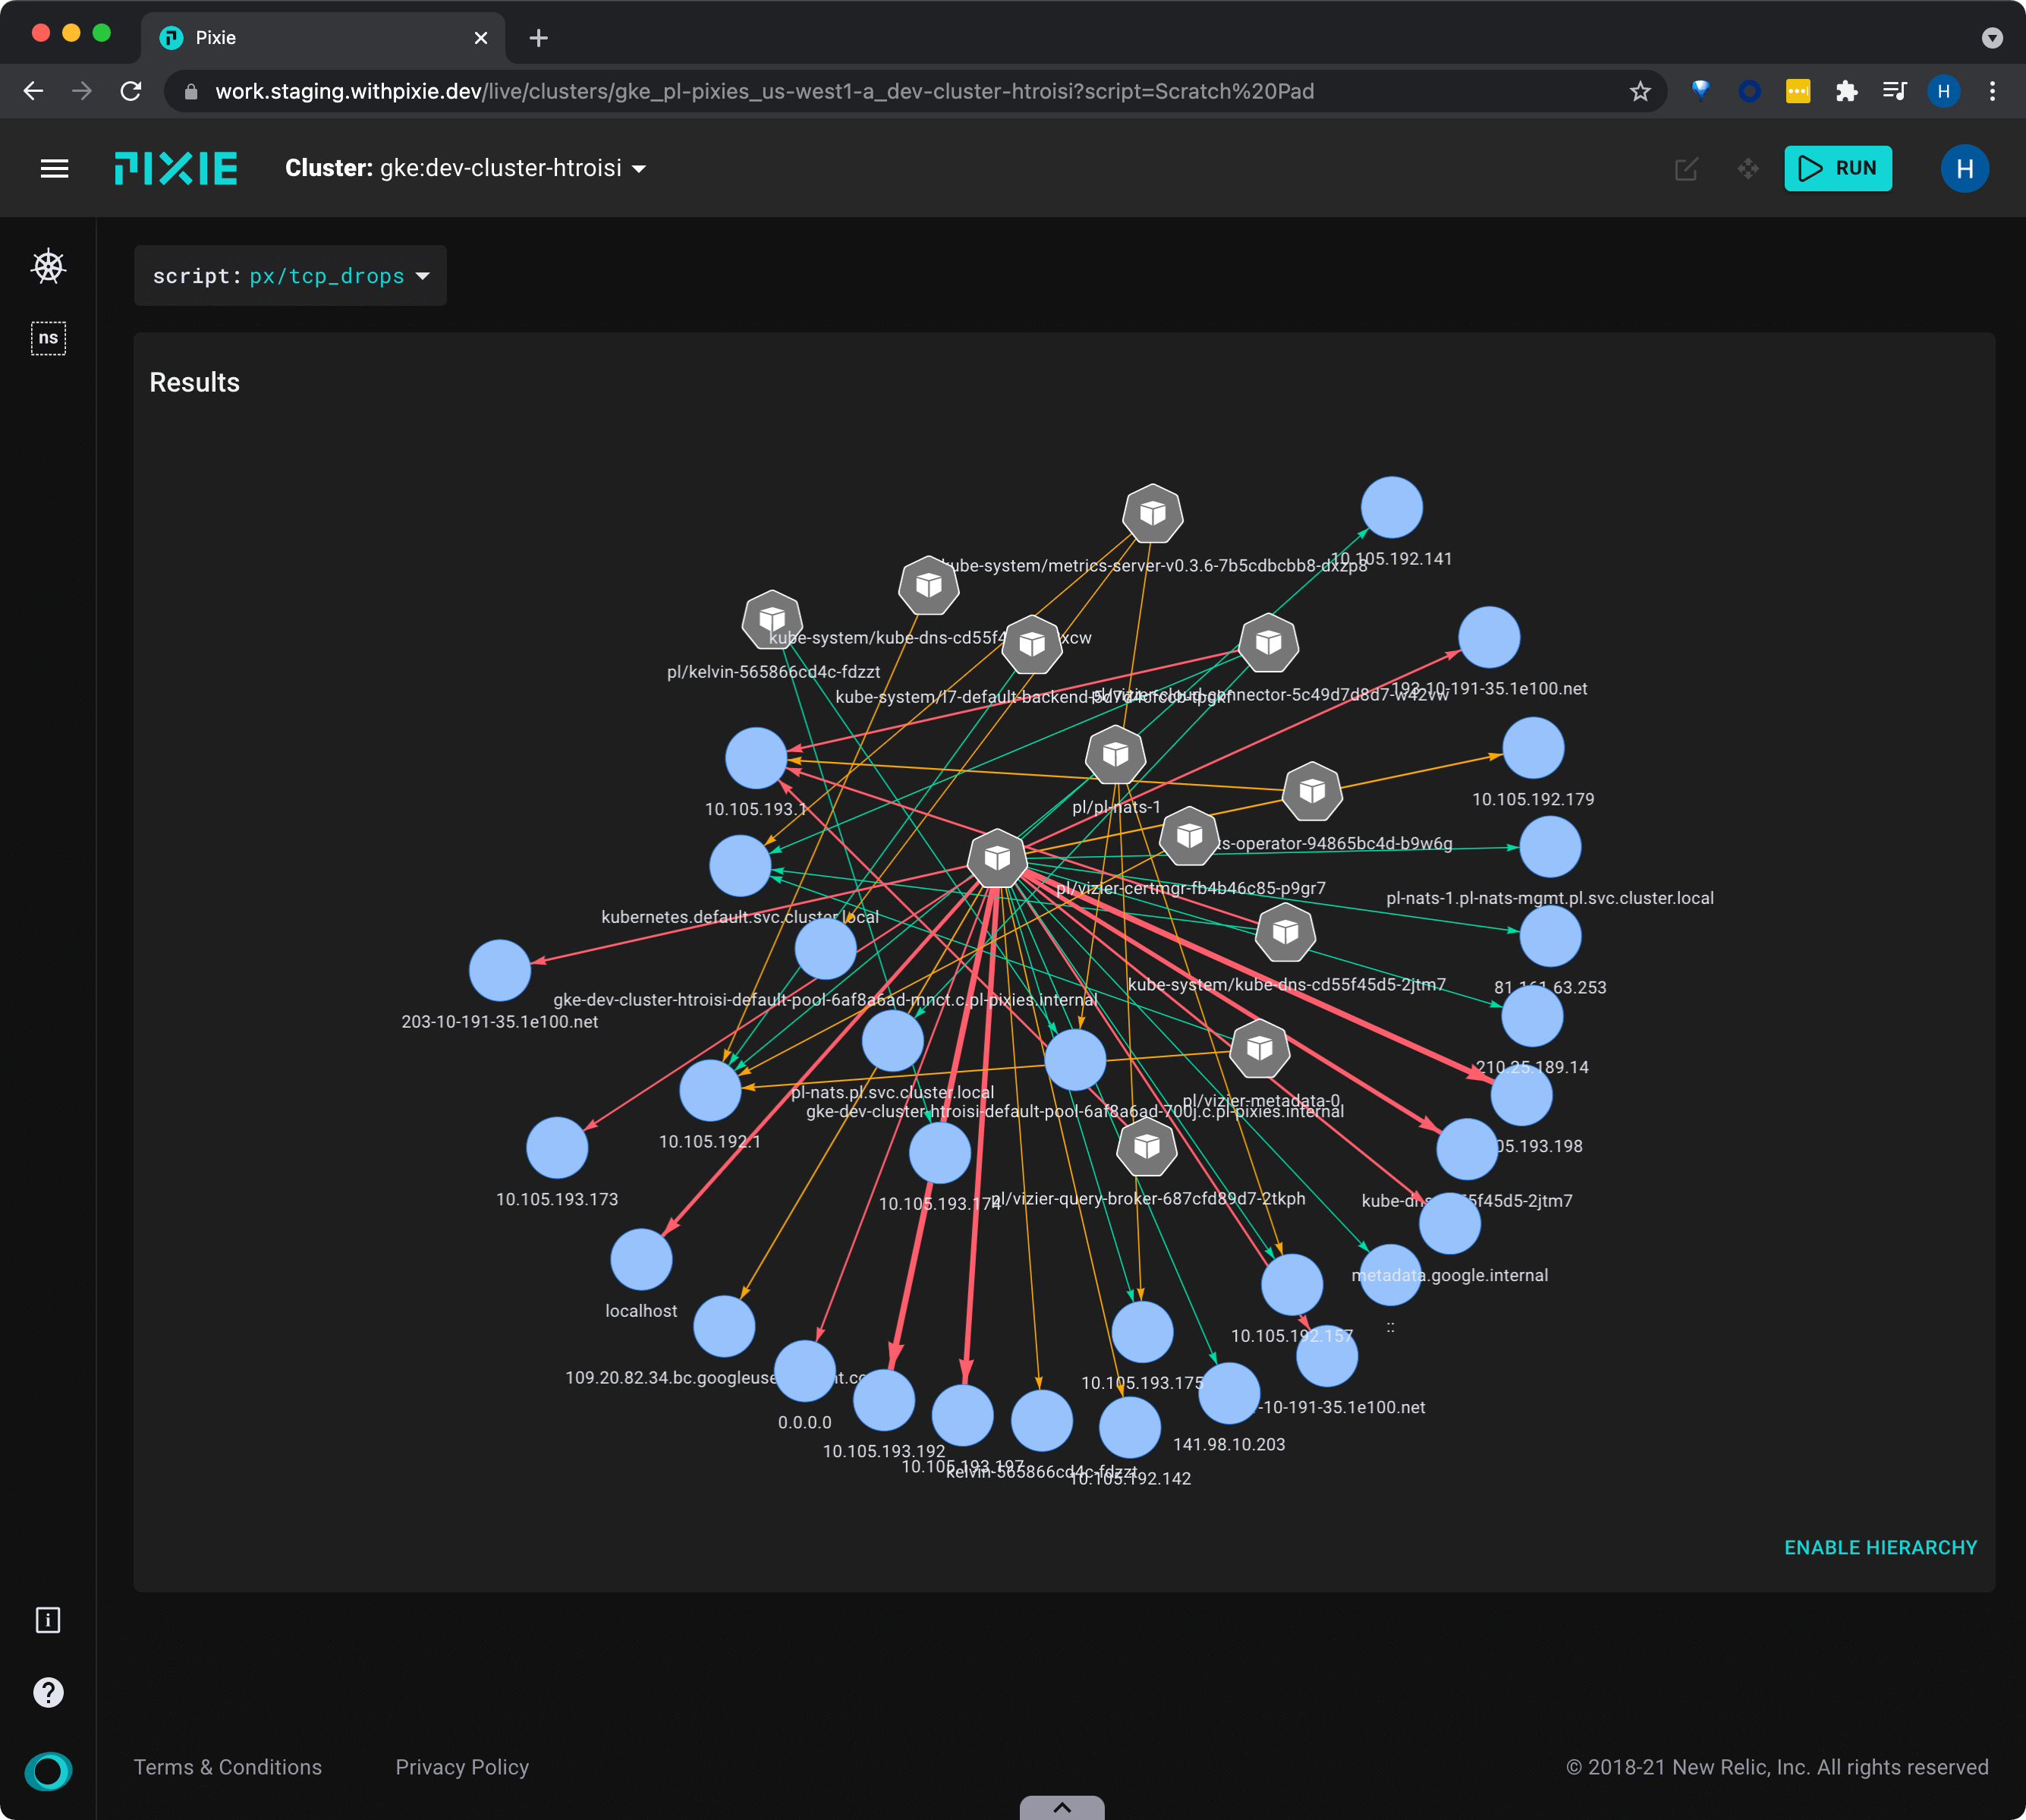 Pixie
work.staging.withpixie.dev/live/clusters/gke_pl-pixies_us-west1-a_dev-cluster-htroisi?script=Scratch%20Pad
H
PIXIE
Cluster: gke:dev-cluster-htroisi
RUN
H
script: px/tcp_drops
ns
Results
10.105.192.141
kube-system/metrics-server-v0.3.6-7b5cdbcbb8-dxzp8
kube-system/kube-dns-cd55f4 xcw
pl/kelvin-565866cd4c-fdzzt
193-10-191-35.1e100.net
kube-system/l7-default-backend-
pl/vizier-cloud-connector-5c49d7d8d7-w42vw
10.105.192.179
pl/pl-nats-1
10.105.193.1
s-operator-94865bc4d-b9w6g
pl/vizier-certmgr-fb4b46c85-p9gr7
pl-nats-1.pl-nats-mgmt.pl.svc.cluster.local
kubernetes.default.svc.cluster.local
kube-system/kube-dns-cd55f45d5-2jtm7
81.161.63.253
gke-dev-cluster-htroisi-default-pool-6af8a6ad-mnct.c.pl-pixies.internal
203-10-191-35.1e100.net
210.25.189.14
pl-nats.pl.svc.cluster.local
pl/vizier-metadata-0
gke-dev-cluster-htroisi-default-pool-6af8a6ad-700j.c.pl-pixies.internal
10.105.192.1
05.193.198
10.105.193.173
10.105.193.174
pl/vizier-query-broker-687cfd89d7-2tkph
kube-dns 5f45d5-2jtm7
metadata.google.internal
localhost
::
10.105.192.157
109.20.82.34.bc.googleuse nt.co
10.105.193.175
-10-191-35.1e100.net
0.0.0.0
141.98.10.203
10.105.193.192
10.105.193.197
kelvin-565866cd4c-fdzzt
10.105.192.142
ENABLE HIERARCHY
Terms & Conditions
Privacy Policy
© 2018-21 New Relic, Inc. All rights reserved